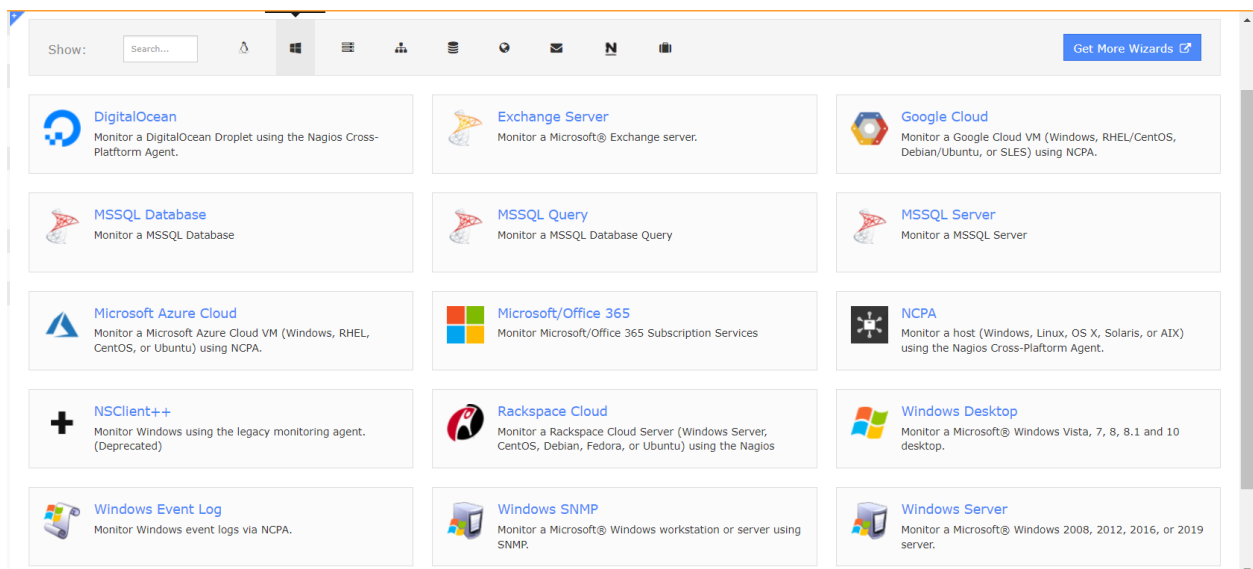 Show:
Search...
N
Get More Wizards
DigitalOcean
Monitor a DigitalOcean Droplet using the Nagios Cross-
Platftorm Agent.
Exchange Server
Monitor a Microsoft® Exchange server.
Google Cloud
Monitor a Google Cloud VM (Windows, RHEL/CentOS,
Debian/Ubuntu, or SLES) using NCPA.
MSSQL Database
Monitor a MSSQL Database
MSSQL Query
Monitor a MSSQL Database Query
MSSQL Server
Monitor a MSSQL Server
Microsoft Azure Cloud
Monitor a Microsoft Azure Cloud VM (Windows, RHEL,
CentOS, or Ubuntu) using NCPA.
Microsoft/Office 365
Monitor Microsoft/Office 365 Subscription Services
NCPA
Monitor a host (Windows, Linux, OS X, Solaris, or AIX)
using the Nagios Cross-Plaftorm Agent.
NSClient++
Monitor Windows using the legacy monitoring agent.
(Deprecated)
Rackspace Cloud
Monitor a Rackspace Cloud Server (Windows Server,
CentOS, Debian, Fedora, or Ubuntu) using the Nagios
Windows Desktop
Monitor a Microsoft® Windows Vista, 7, 8, 8.1 and 10
desktop.
Windows Event Log
Monitor Windows event logs via NCPA.
Windows SNMP
Monitor a Microsoft® Windows workstation or server using
SNMP.
Windows Server
Monitor a Microsoft® Windows 2008, 2012, 2016, or 2019
server.